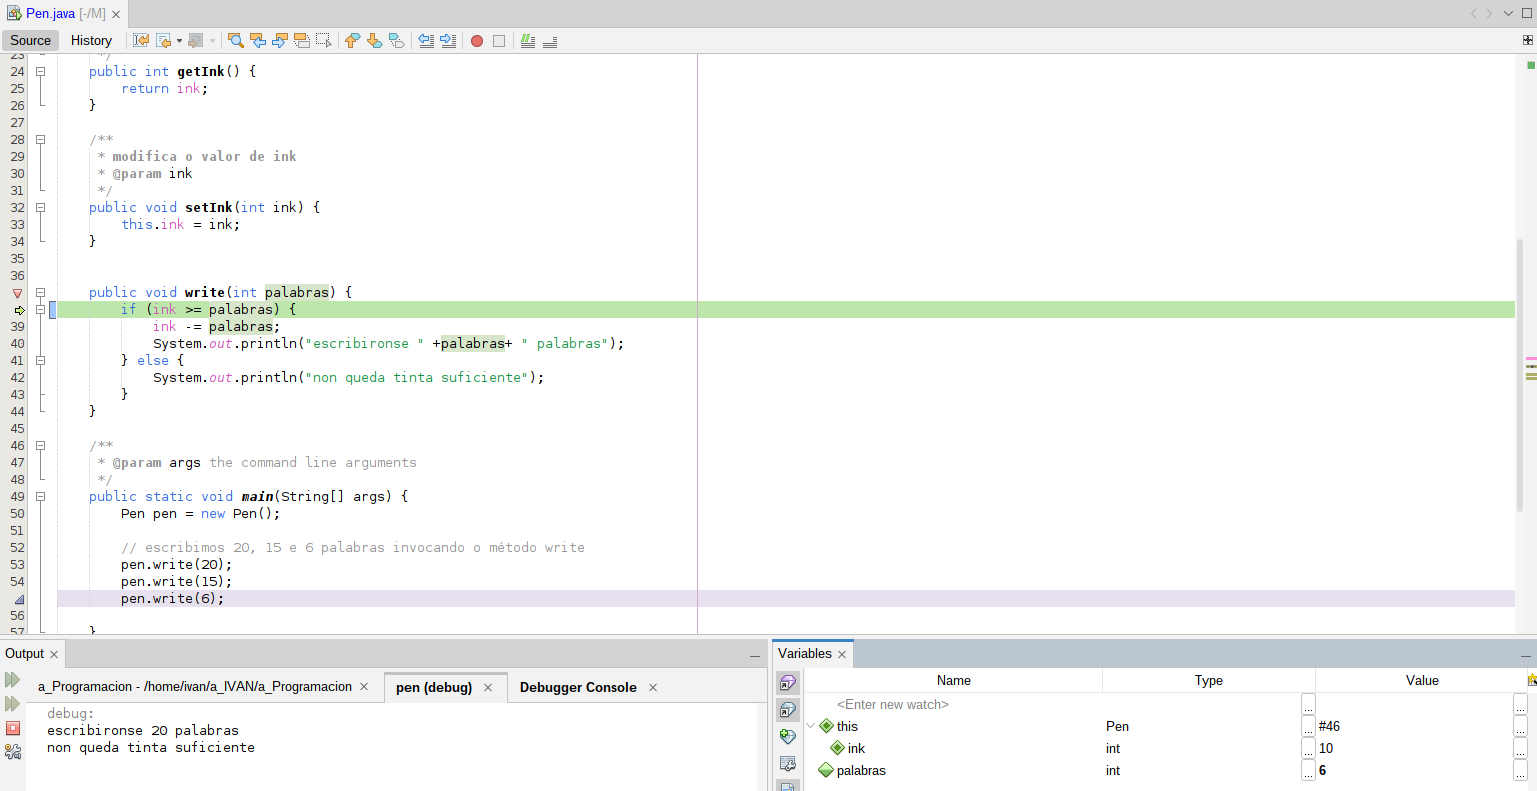 Pen.java [-/M]
Source History
23 */
24 public int getInk() {
25 return ink;
26 }
27
28 /**
29 * modifica o valor de ink
30 * @param ink
31 */
32 public void setInk(int ink) {
33 this.ink = ink;
34 }
35
36
public void write(int palabras) {
if (ink >= palabras) {
39 ink -= palabras;
40 System.out.println("escribironse " +palabras+ " palabras");
41 } else {
42 System.out.println("non queda tinta suficiente");
43 }
44 }
45
46 /**
47 * @param args the command line arguments
48 */
49 public static void main(String[] args) {
50 Pen pen = new Pen();
51
52 // escribimos 20, 15 e 6 palabras invocando o método write
53 pen.write(20);
54 pen.write(15);
pen.write(6);
56
57 }
Output
a_Programacion - /home/ivan/a_IVAN/a_Programacion pen (debug) Debugger Console
debug:
escribironse 20 palabras
non queda tinta suficiente
Variables
Name Type Value
<Enter new watch> ... ...
this Pen ... #46 ...
ink int ... 10 ...
palabras int ... 6 ...